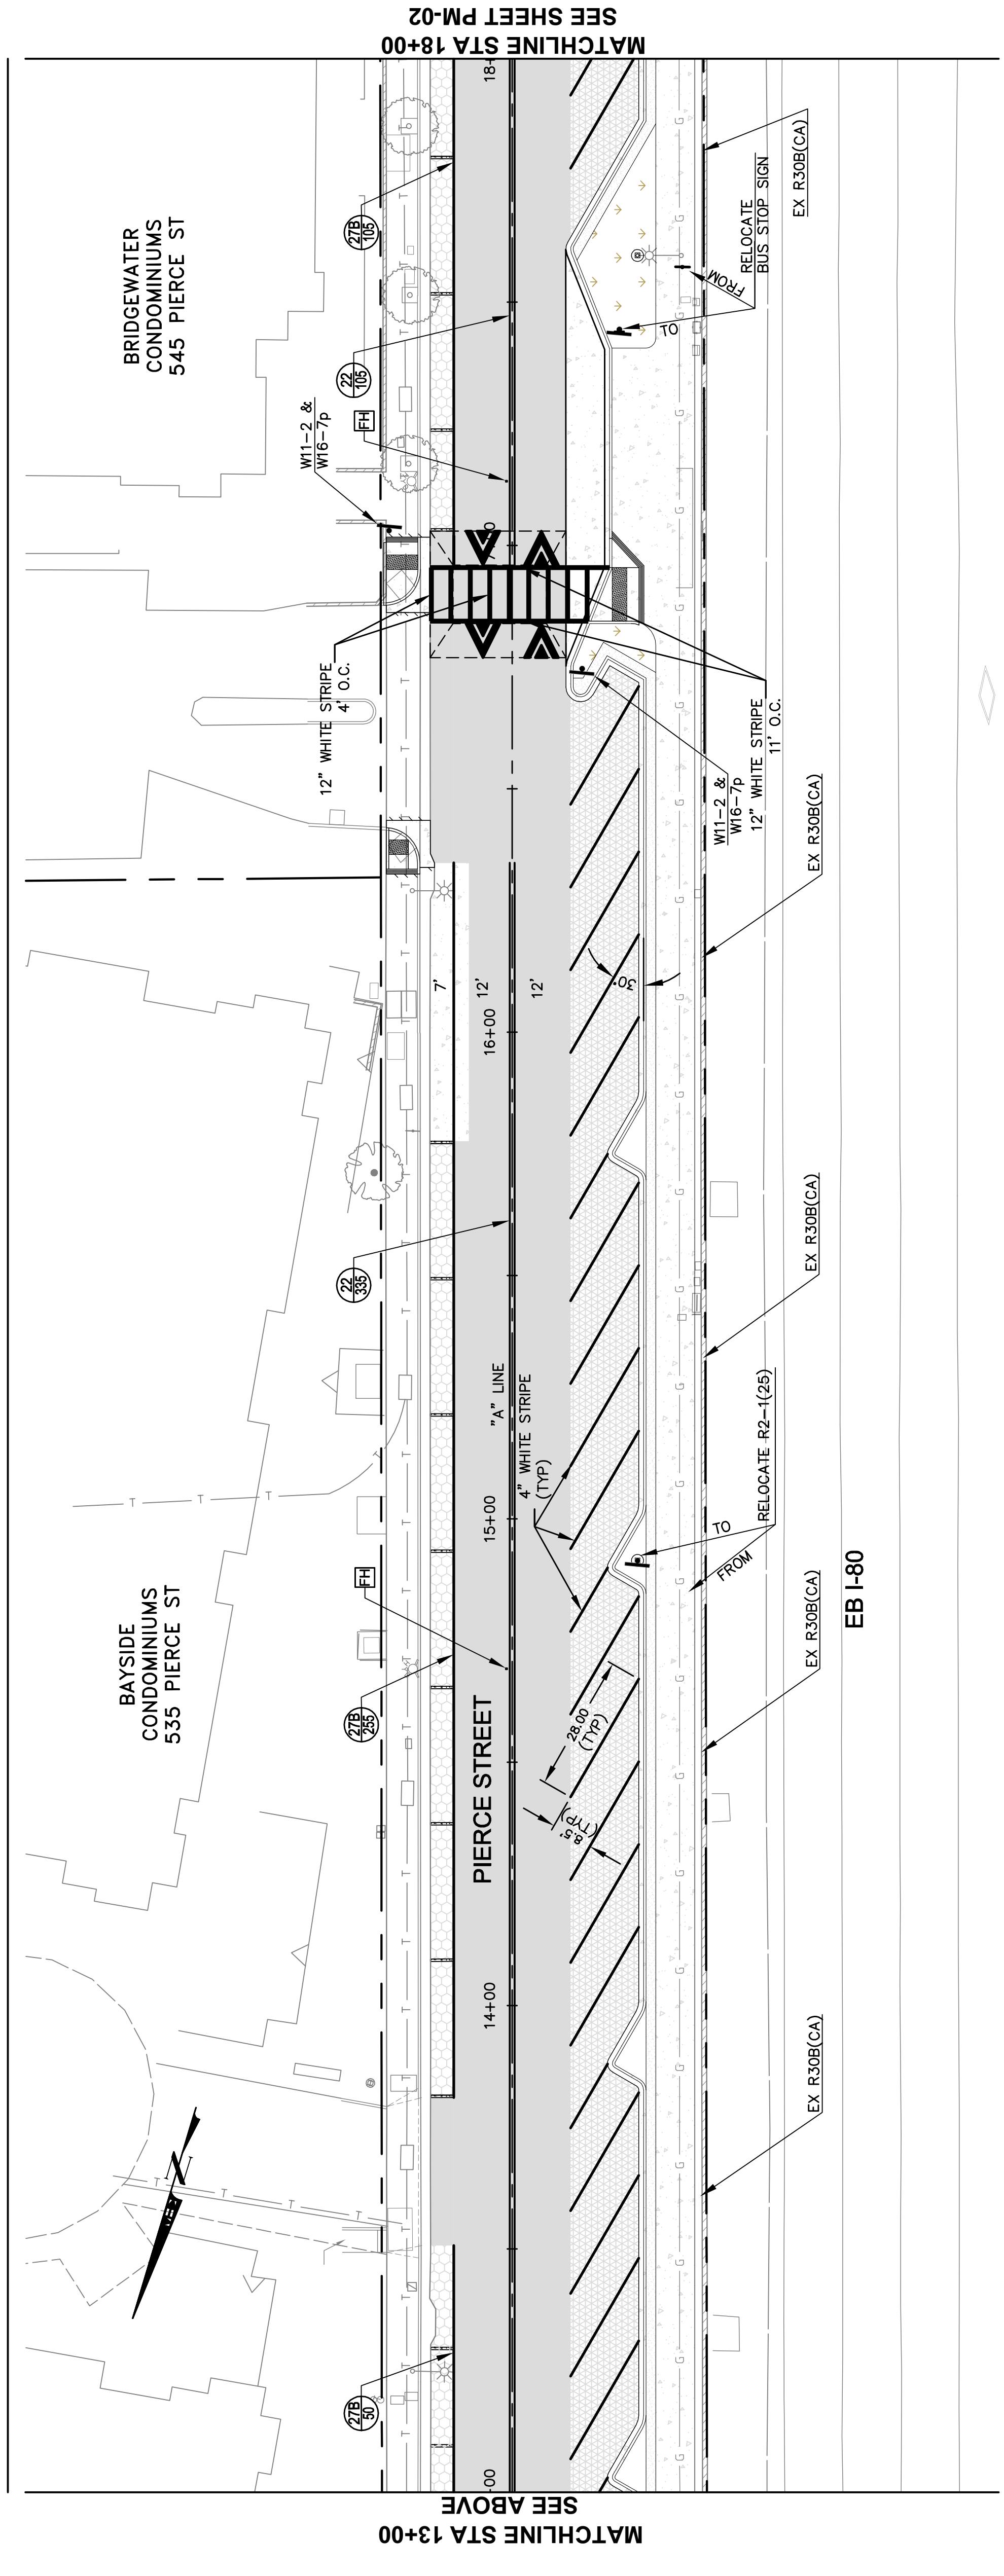 MATCHLINE STA 18+00
SEE SHEET PM-02
18+
27B
105
BRIDGEWATER
CONDOMINIUMS
545 PIERCE ST
EX R30B(CA)
RELOCATE
BUS STOP SIGN
FROM
TO
22
105
FH
W11-2 &
W16-7p
12" WHITE STRIPE
4' O.C.
W11-2 &
W16-7p
12" WHITE STRIPE
11' O.C.
EX R30B(CA)
7'
12'
12'
16+00
30°
EX R30B(CA)
22
335
"A" LINE
4" WHITE STRIPE
(TYP)
15+00
RELOCATE R2-1(25)
TO
FROM
EB I-80
FH
BAYSIDE
CONDOMINIUMS
535 PIERCE ST
27B
255
PIERCE STREET
28.00
(TYP)
8.5'
(TYP)
EX R30B(CA)
14+00
EX R30B(CA)
27B
50
-00
MATCHLINE STA 13+00
SEE ABOVE
T
T
T
T
T
T
G
G
G
G
G
G